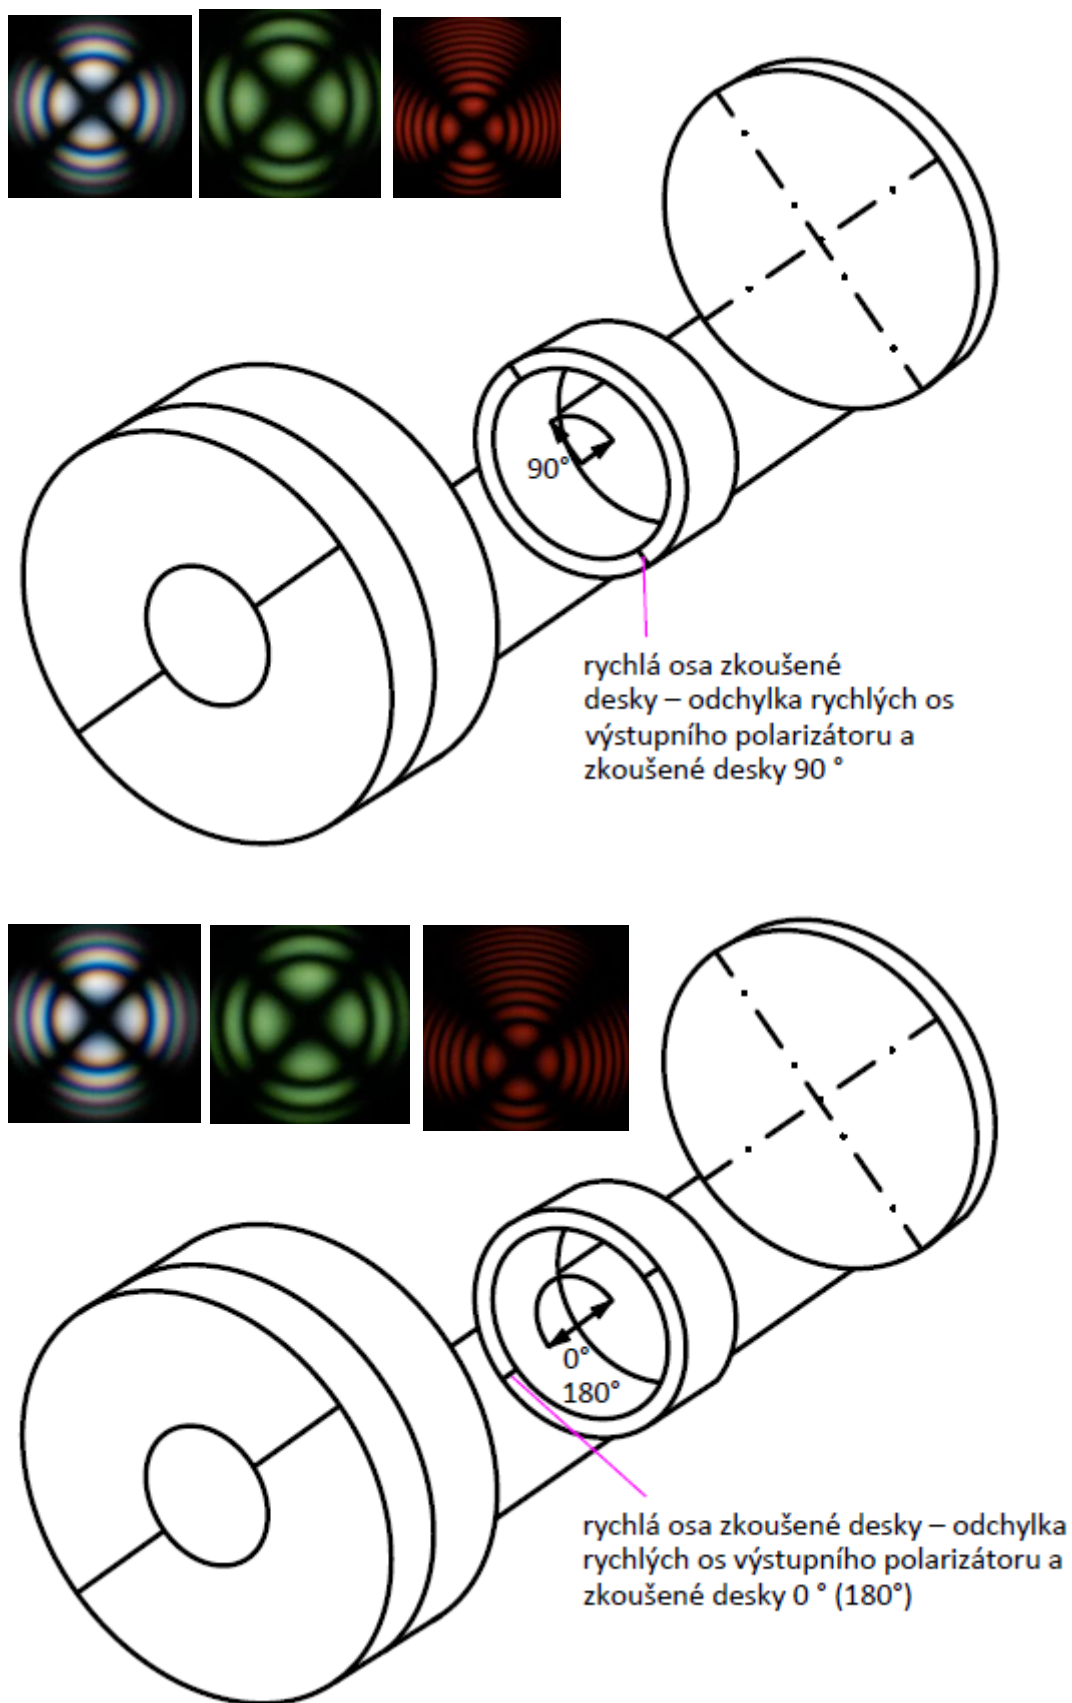 90°
rychlá osa zkoušené
desky – odchylka rychlých os
výstupního polarizátoru a
zkoušené desky 90 °
0°
180°
rychlá osa zkoušené desky – odchylka
rychlých os výstupního polarizátoru a
zkoušené desky 0 ° (180°)